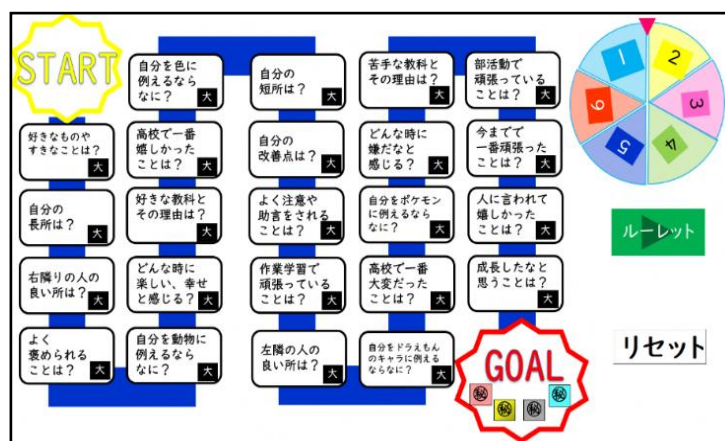 START
好きなものや
すきなことは？
大
自分の
長所は？
大
右隣りの人の
良い所は？
大
よく
褒められる
ことは？
大
自分を動物に
例えるなら
なに？
大
どんな時に
楽しい、幸せ
と感じる？
大
好きな教科と
その理由は？
大
高校で一番
嬉しかった
ことは？
大
自分を色に
例えるなら
なに？
大
自分の
短所は？
大
自分の
改善点は？
大
よく注意や
助言をされる
ことは？
大
作業学習で
頑張っている
ことは？
大
左隣の人の
良い所は？
大
自分をドラえもん
のキャラに例える
ならなに？
大
高校で一番
大変だった
ことは？
大
自分をポケモン
に例えるなら
なに？
大
どんな時に
嫌だなと
感じる？
大
苦手な教科と
その理由は？
大
部活動で
頑張っている
ことは？
大
今までで
一番頑張った
ことは？
大
人に言われて
嬉しかった
ことは？
大
成長したなと
思うことは？
大
GOAL
㊙ ㊙ ㊙ ㊙
1
2
3
4
5
6
ルーレット
リセット